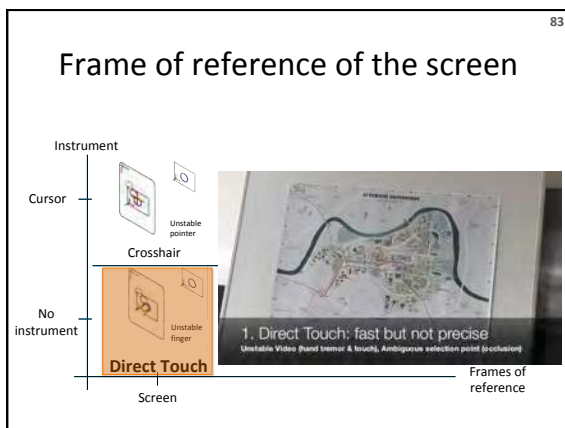 83
Frame of reference of the screen
Instrument
Cursor
Unstable
pointer
Crosshair
No
instrument
Unstable
finger
Direct Touch
1. Direct Touch: fast but not precise
Unstable Video (hand tremor & touch), Ambiguous selection point (occlusion)
Screen
Frames of
reference